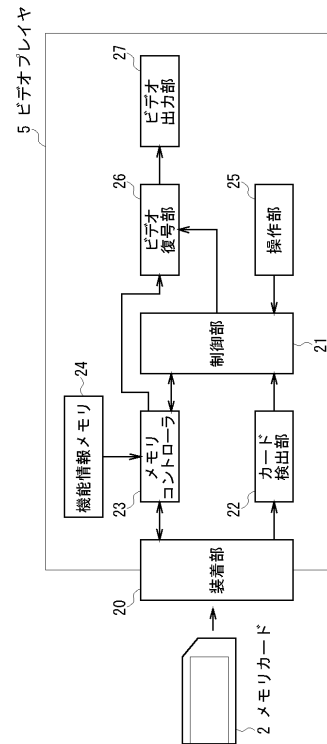 5 ビデオプレイヤ
24
機能情報メモリ
23
メモリ
コントローラ
26
ビデオ
復号部
27
ビデオ
出力部
20
装着部
22
カード
検出部
制御部
21
25
操作部
2 メモリカード